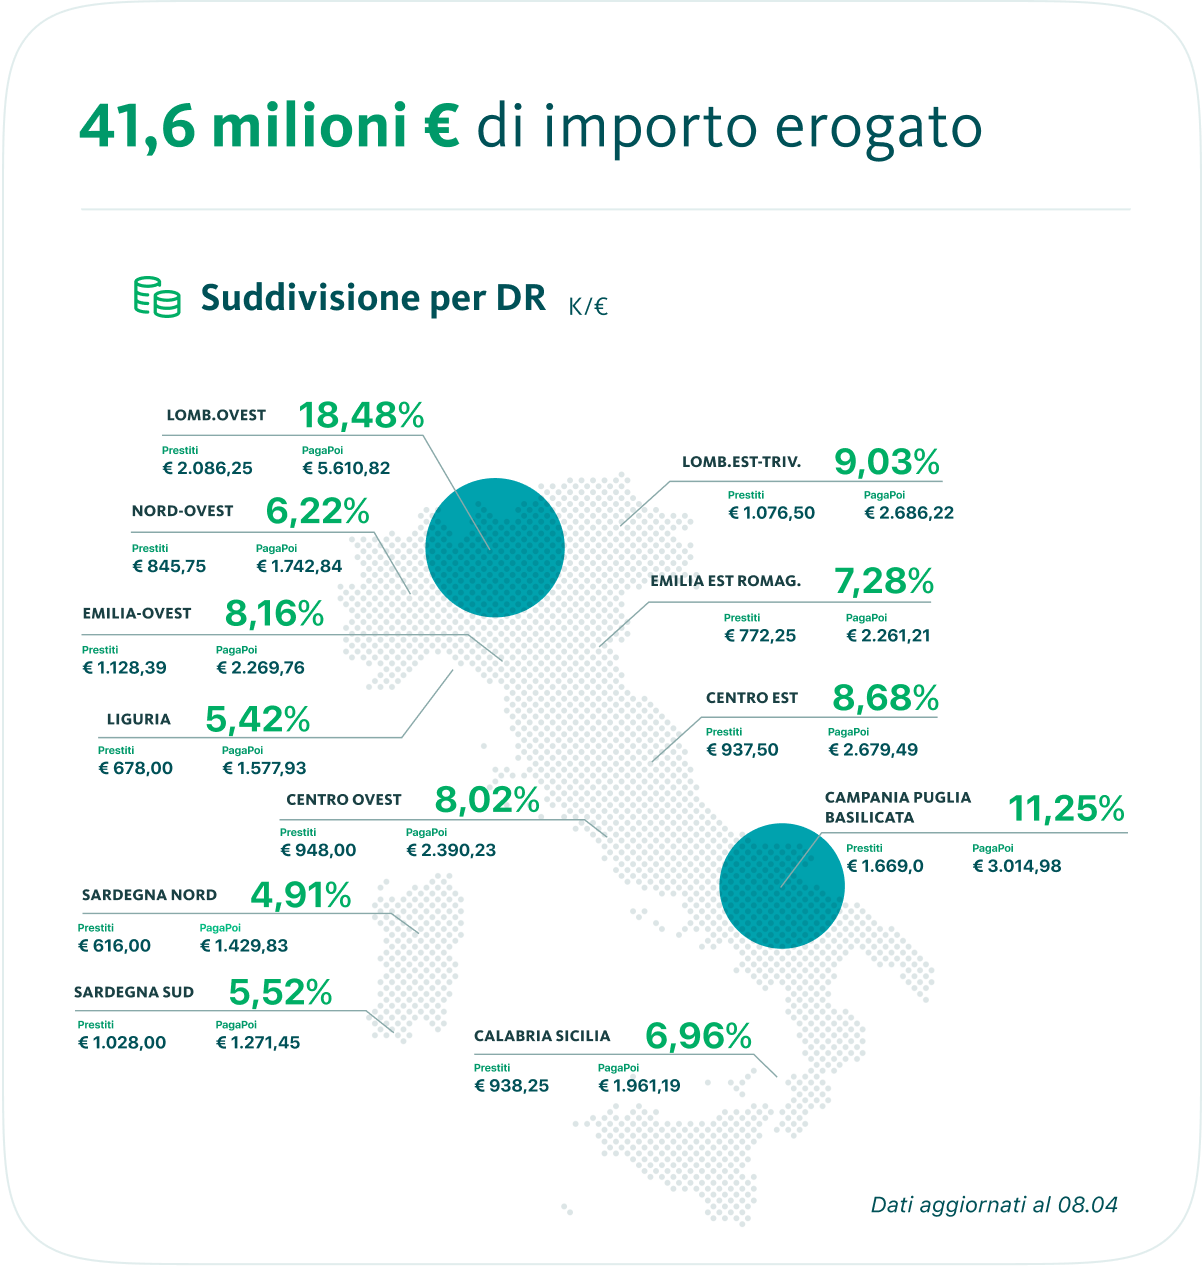 41,6 milioni € di importo erogato
Suddivisione per DR K/€
LOMB.OVEST 18,48%
Prestiti PagaPoi
€ 2.086,25 € 5.610,82
LOMB.EST-TRIV. 9,03%
Prestiti PagaPoi
€ 1.076,50 € 2.686,22
NORD-OVEST 6,22%
Prestiti PagaPoi
€ 845,75 € 1.742,84
EMILIA EST ROMAG. 7,28%
Prestiti PagaPoi
€ 772,25 € 2.261,21
EMILIA-OVEST 8,16%
Prestiti PagaPoi
€ 1.128,39 € 2.269,76
CENTRO EST 8,68%
Prestiti PagaPoi
€ 937,50 € 2.679,49
LIGURIA 5,42%
Prestiti PagaPoi
€ 678,00 € 1.577,93
CENTRO OVEST 8,02%
Prestiti PagaPoi
€ 948,00 € 2.390,23
CAMPANIA PUGLIA
BASILICATA 11,25%
Prestiti PagaPoi
€ 1.669,0 € 3.014,98
SARDEGNA NORD 4,91%
Prestiti PagaPoi
€ 616,00 € 1.429,83
SARDEGNA SUD 5,52%
Prestiti PagaPoi
€ 1.028,00 € 1.271,45
CALABRIA SICILIA 6,96%
Prestiti PagaPoi
€ 938,25 € 1.961,19
Dati aggiornati al 08.04